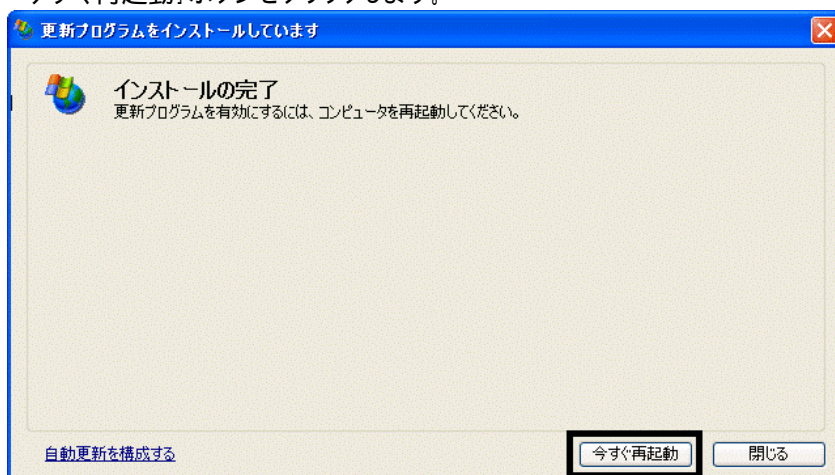 更新プログラムをインストールしています
インストールの完了
更新プログラムを有効にするには、コンピュータを再起動してください。
自動更新を構成する
今すぐ再起動
閉じる